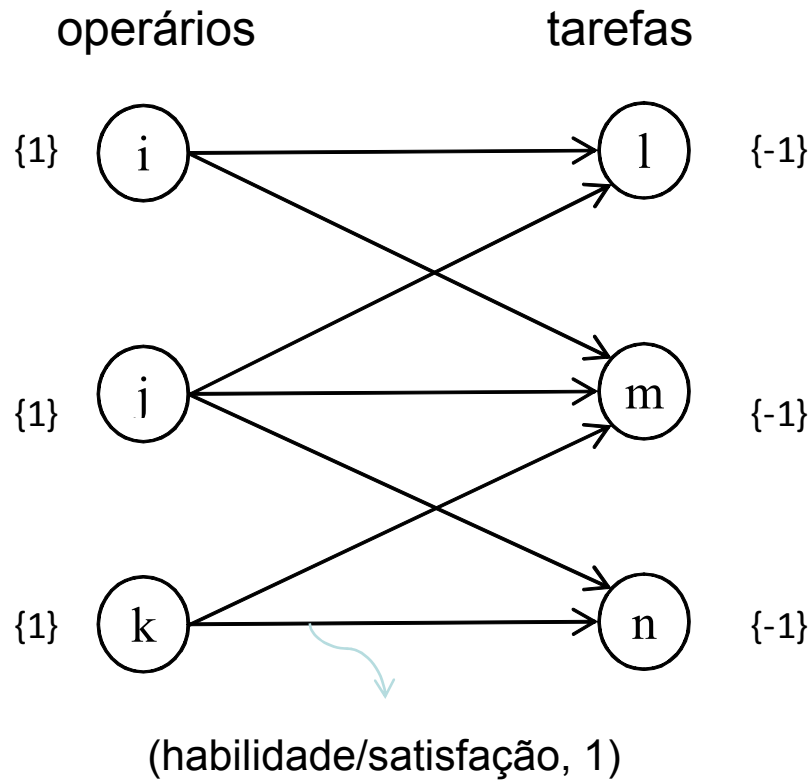 operários tarefas
{1} i l {-1}
{1} j m {-1}
{1} k n {-1}
(habilidade/satisfação, 1)